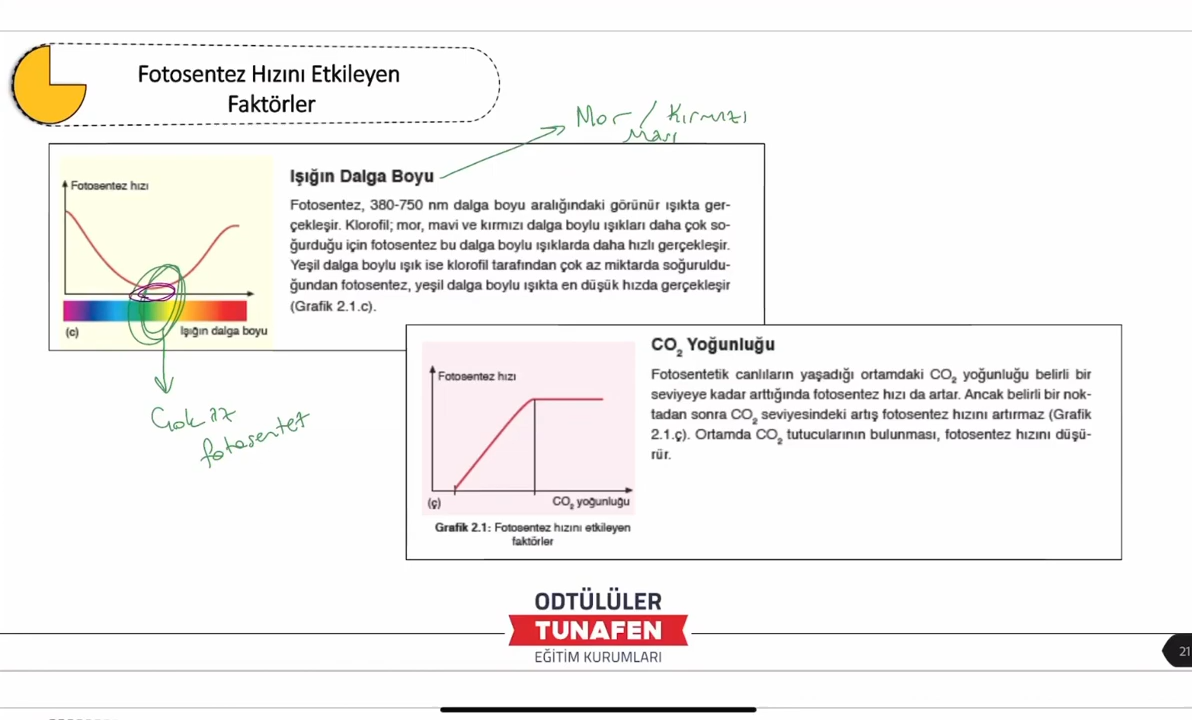 Fotosentez Hızını Etkileyen
Faktörler
Mor / Kırmızı
Mavi
Fotosentez hızı
(c)
Işığın dalga boyu
Işığın Dalga Boyu
Fotosentez, 380-750 nm dalga boyu aralığındaki görünür ışıkta ger-
çekleşir. Klorofil; mor, mavi ve kırmızı dalga boylu ışıkları daha çok so-
ğurduğu için fotosentez bu dalga boylu ışıklarda daha hızlı gerçekleşir.
Yeşil dalga boylu ışık ise klorofil tarafından çok az miktarda soğuruldu-
ğundan fotosentez, yeşil dalga boylu ışıkta en düşük hızda gerçekleşir
(Grafik 2.1.c).
Çok az
fotosentez
Fotosentez hızı
(ç)
CO₂ yoğunluğu
Grafik 2.1: Fotosentez hızını etkileyen
faktörler
CO₂ Yoğunluğu
Fotosentetik canlıların yaşadığı ortamdaki CO₂ yoğunluğu belirli bir
seviyeye kadar arttığında fotosentez hızı da artar. Ancak belirli bir nok-
tadan sonra CO₂ seviyesindeki artış fotosentez hızını artırmaz (Grafik
2.1.ç). Ortamda CO₂ tutucularının bulunması, fotosentez hızını düşü-
rür.
ODTÜLÜLER
TUNAFEN
EĞİTİM KURUMLARI
21